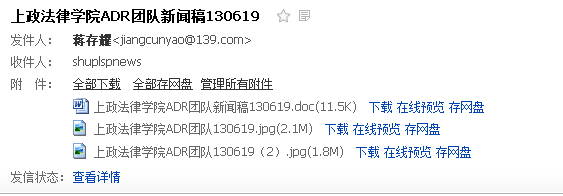 上政法律学院ADR团队新闻稿130619
发件人： 蒋存耀<jiangcunyao@139.com>
收件人： shuplspnews
附 件： 全部下载 全部存网盘 管理所有附件
上政法律学院ADR团队新闻稿130619.doc(11.5K) 下载 在线预览 存网盘
上政法律学院ADR团队130619.jpg(2.1M) 下载 在线预览 存网盘
上政法律学院ADR团队130619（2）.jpg(1.8M) 下载 在线预览 存网盘
发信状态： 查看详情